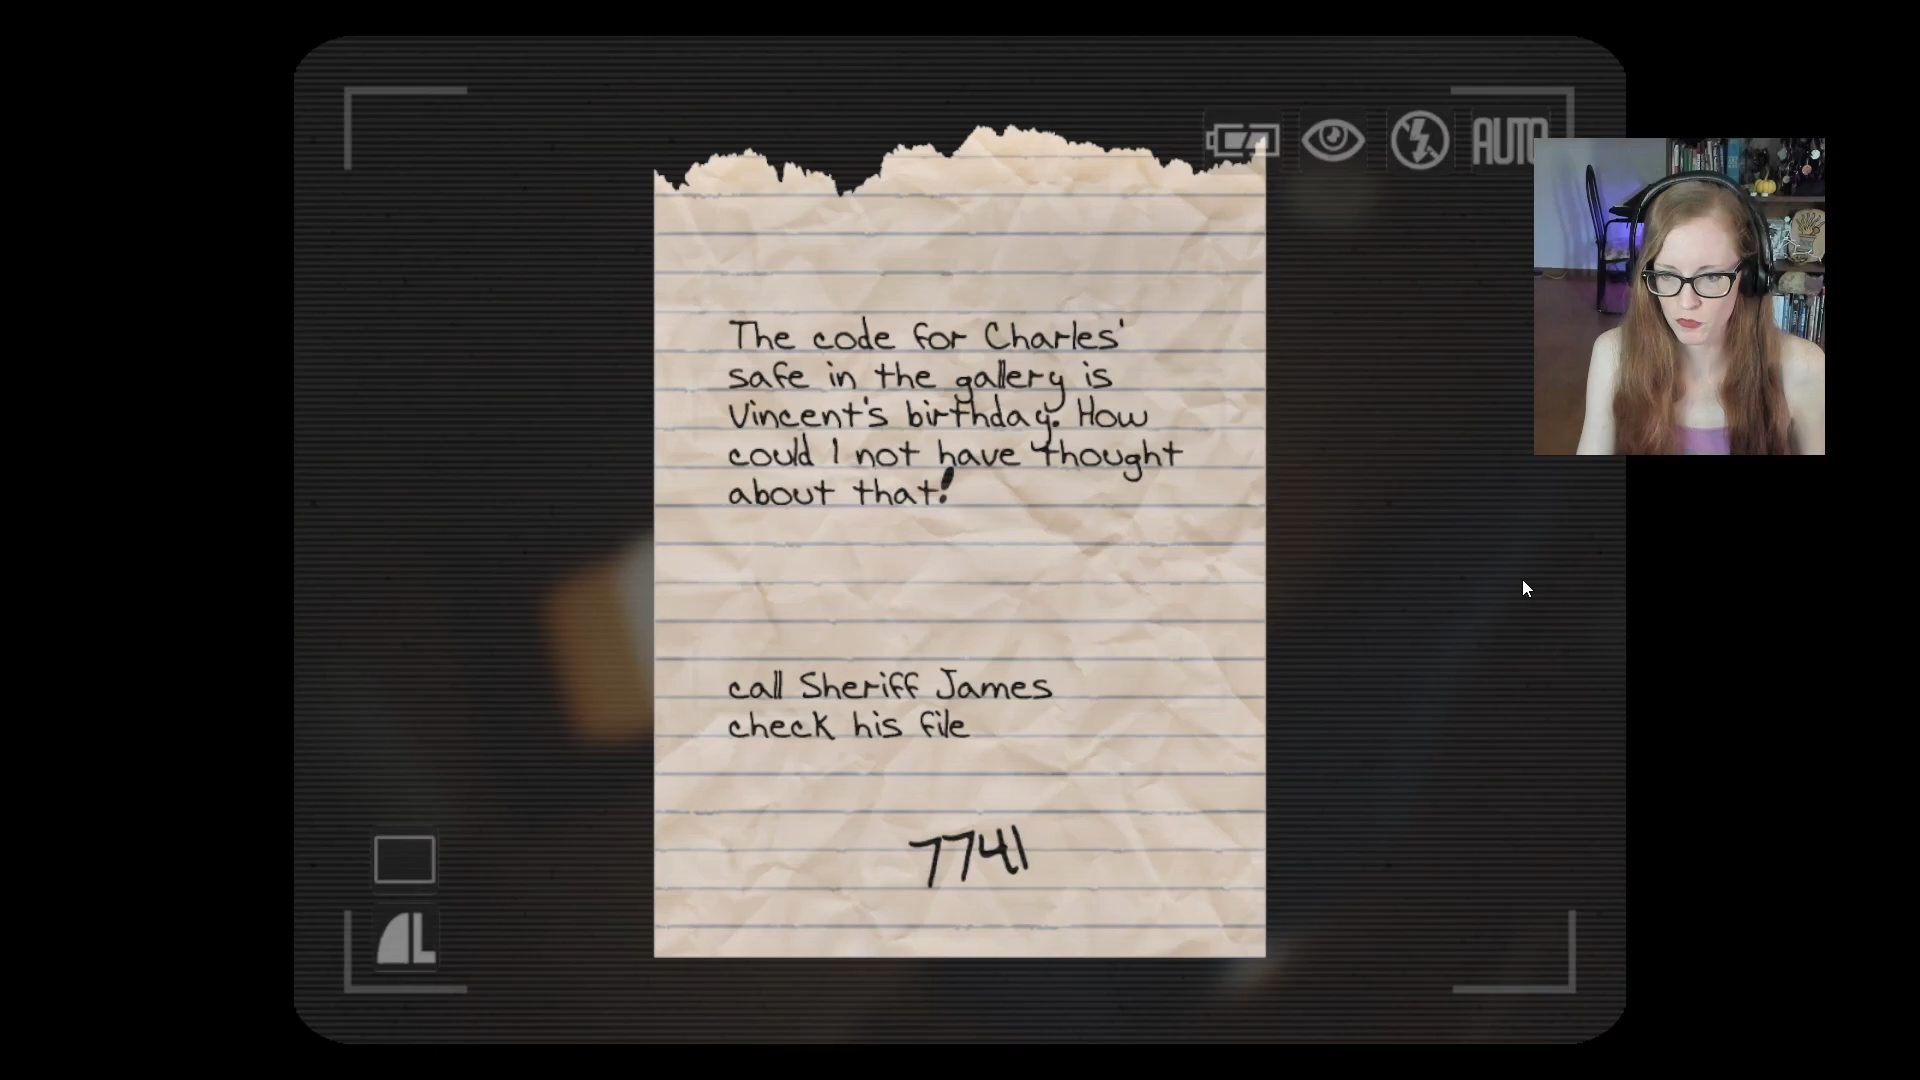 AUTO
The code for Charles'
safe in the gallery is
Vincent's birthday. How
could I not have thought
about that!
call Sheriff James
check his file
7741
L